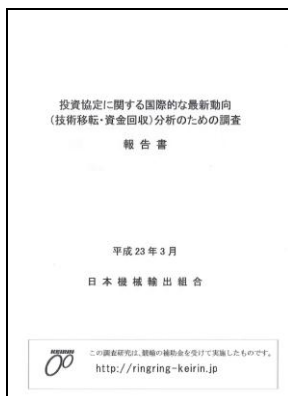 投資協定に関する国際的な最新動向
（技術移転・資金回収）分析のための調査
報告書
平成23年3月
日本機械輸出組合
KEIRIN
この調査研究は、競輪の補助金を受けて実施したものです。
http://ringring-keirin.jp